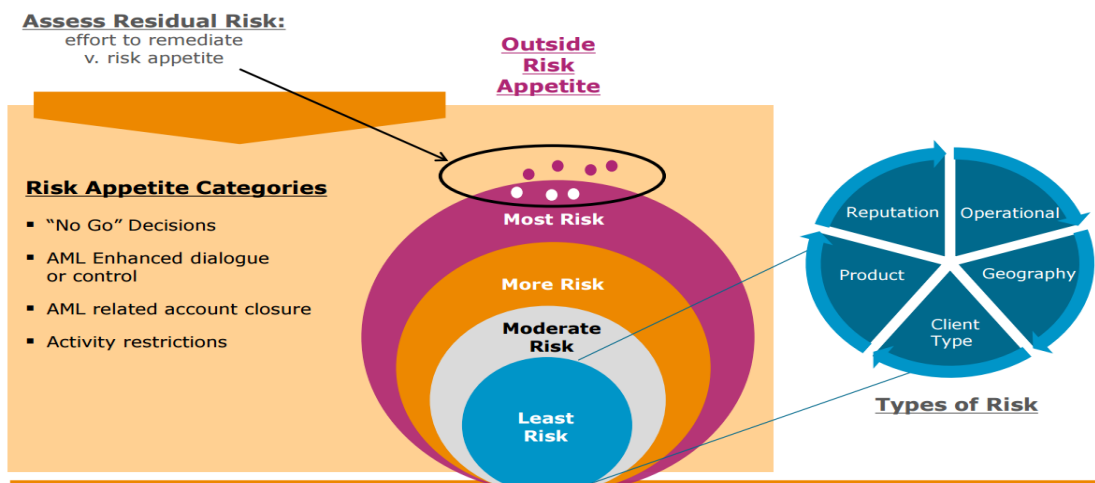 Assess Residual Risk:
effort to remediate
v. risk appetite
Outside
Risk
Appetite
Risk Appetite Categories
▪ “No Go” Decisions
▪ AML Enhanced dialogue
or control
▪ AML related account closure
▪ Activity restrictions
Most Risk
More Risk
Moderate
Risk
Least
Risk
Reputation
Operational
Product
Geography
Client
Type
Types of Risk